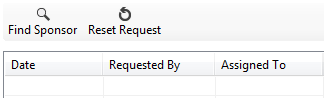 Find Sponsor Reset Request
Date Requested By Assigned To